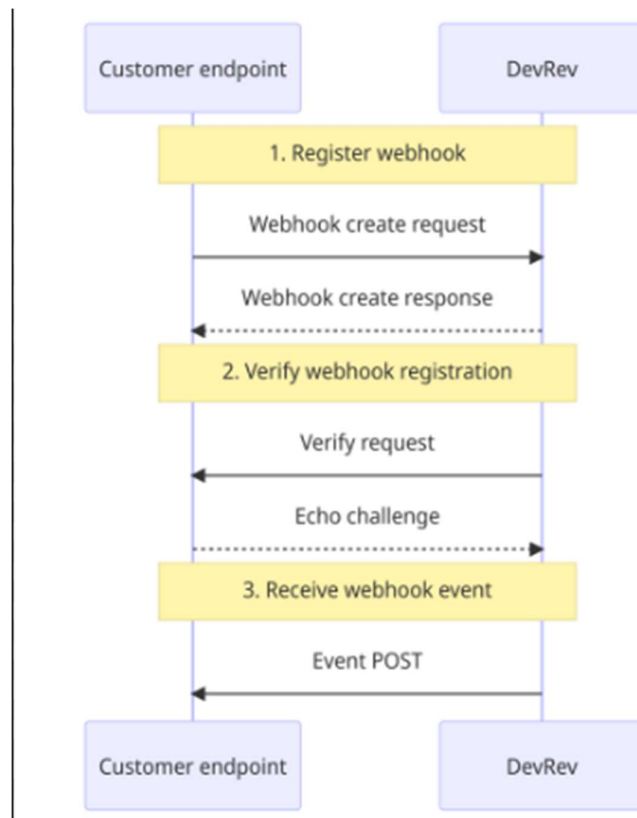 Customer endpoint
DevRev
1. Register webhook
Webhook create request
Webhook create response
2. Verify webhook registration
Verify request
Echo challenge
3. Receive webhook event
Event POST
Customer endpoint
DevRev